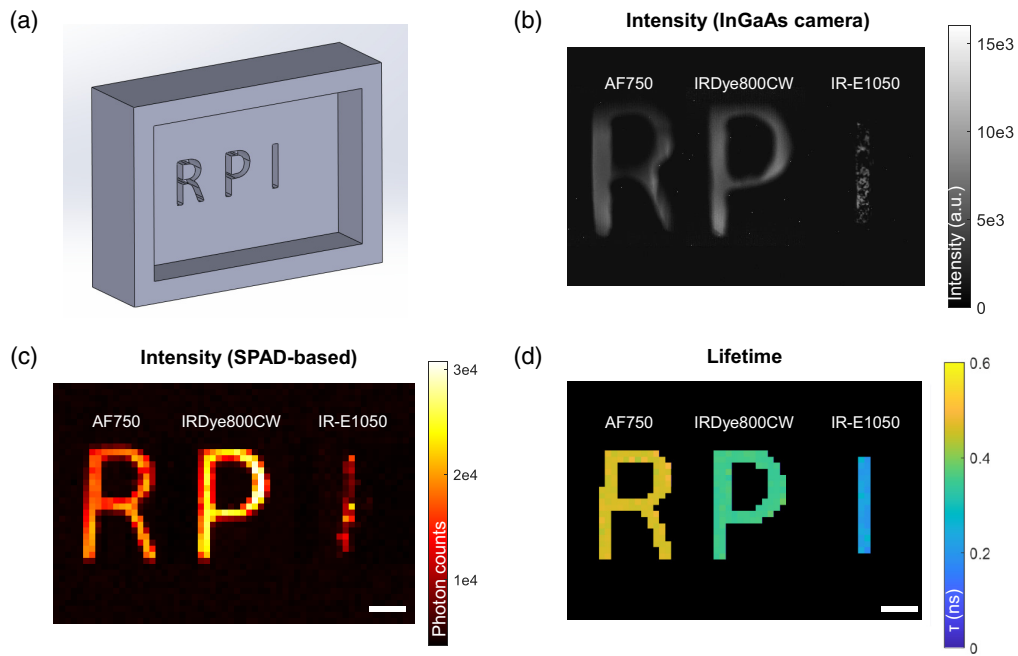 (a)
R P I
(b)
Intensity (InGaAs camera)
AF750 IRDye800CW IR-E1050
R P I
15e3
10e3
5e3
0
Intensity (a.u.)
(c)
Intensity (SPAD-based)
AF750 IRDye800CW IR-E1050
R P I
3e4
2e4
1e4
Photon counts
(d)
Lifetime
AF750 IRDye800CW IR-E1050
R P I
0.6
0.4
0.2
0
τ (ns)